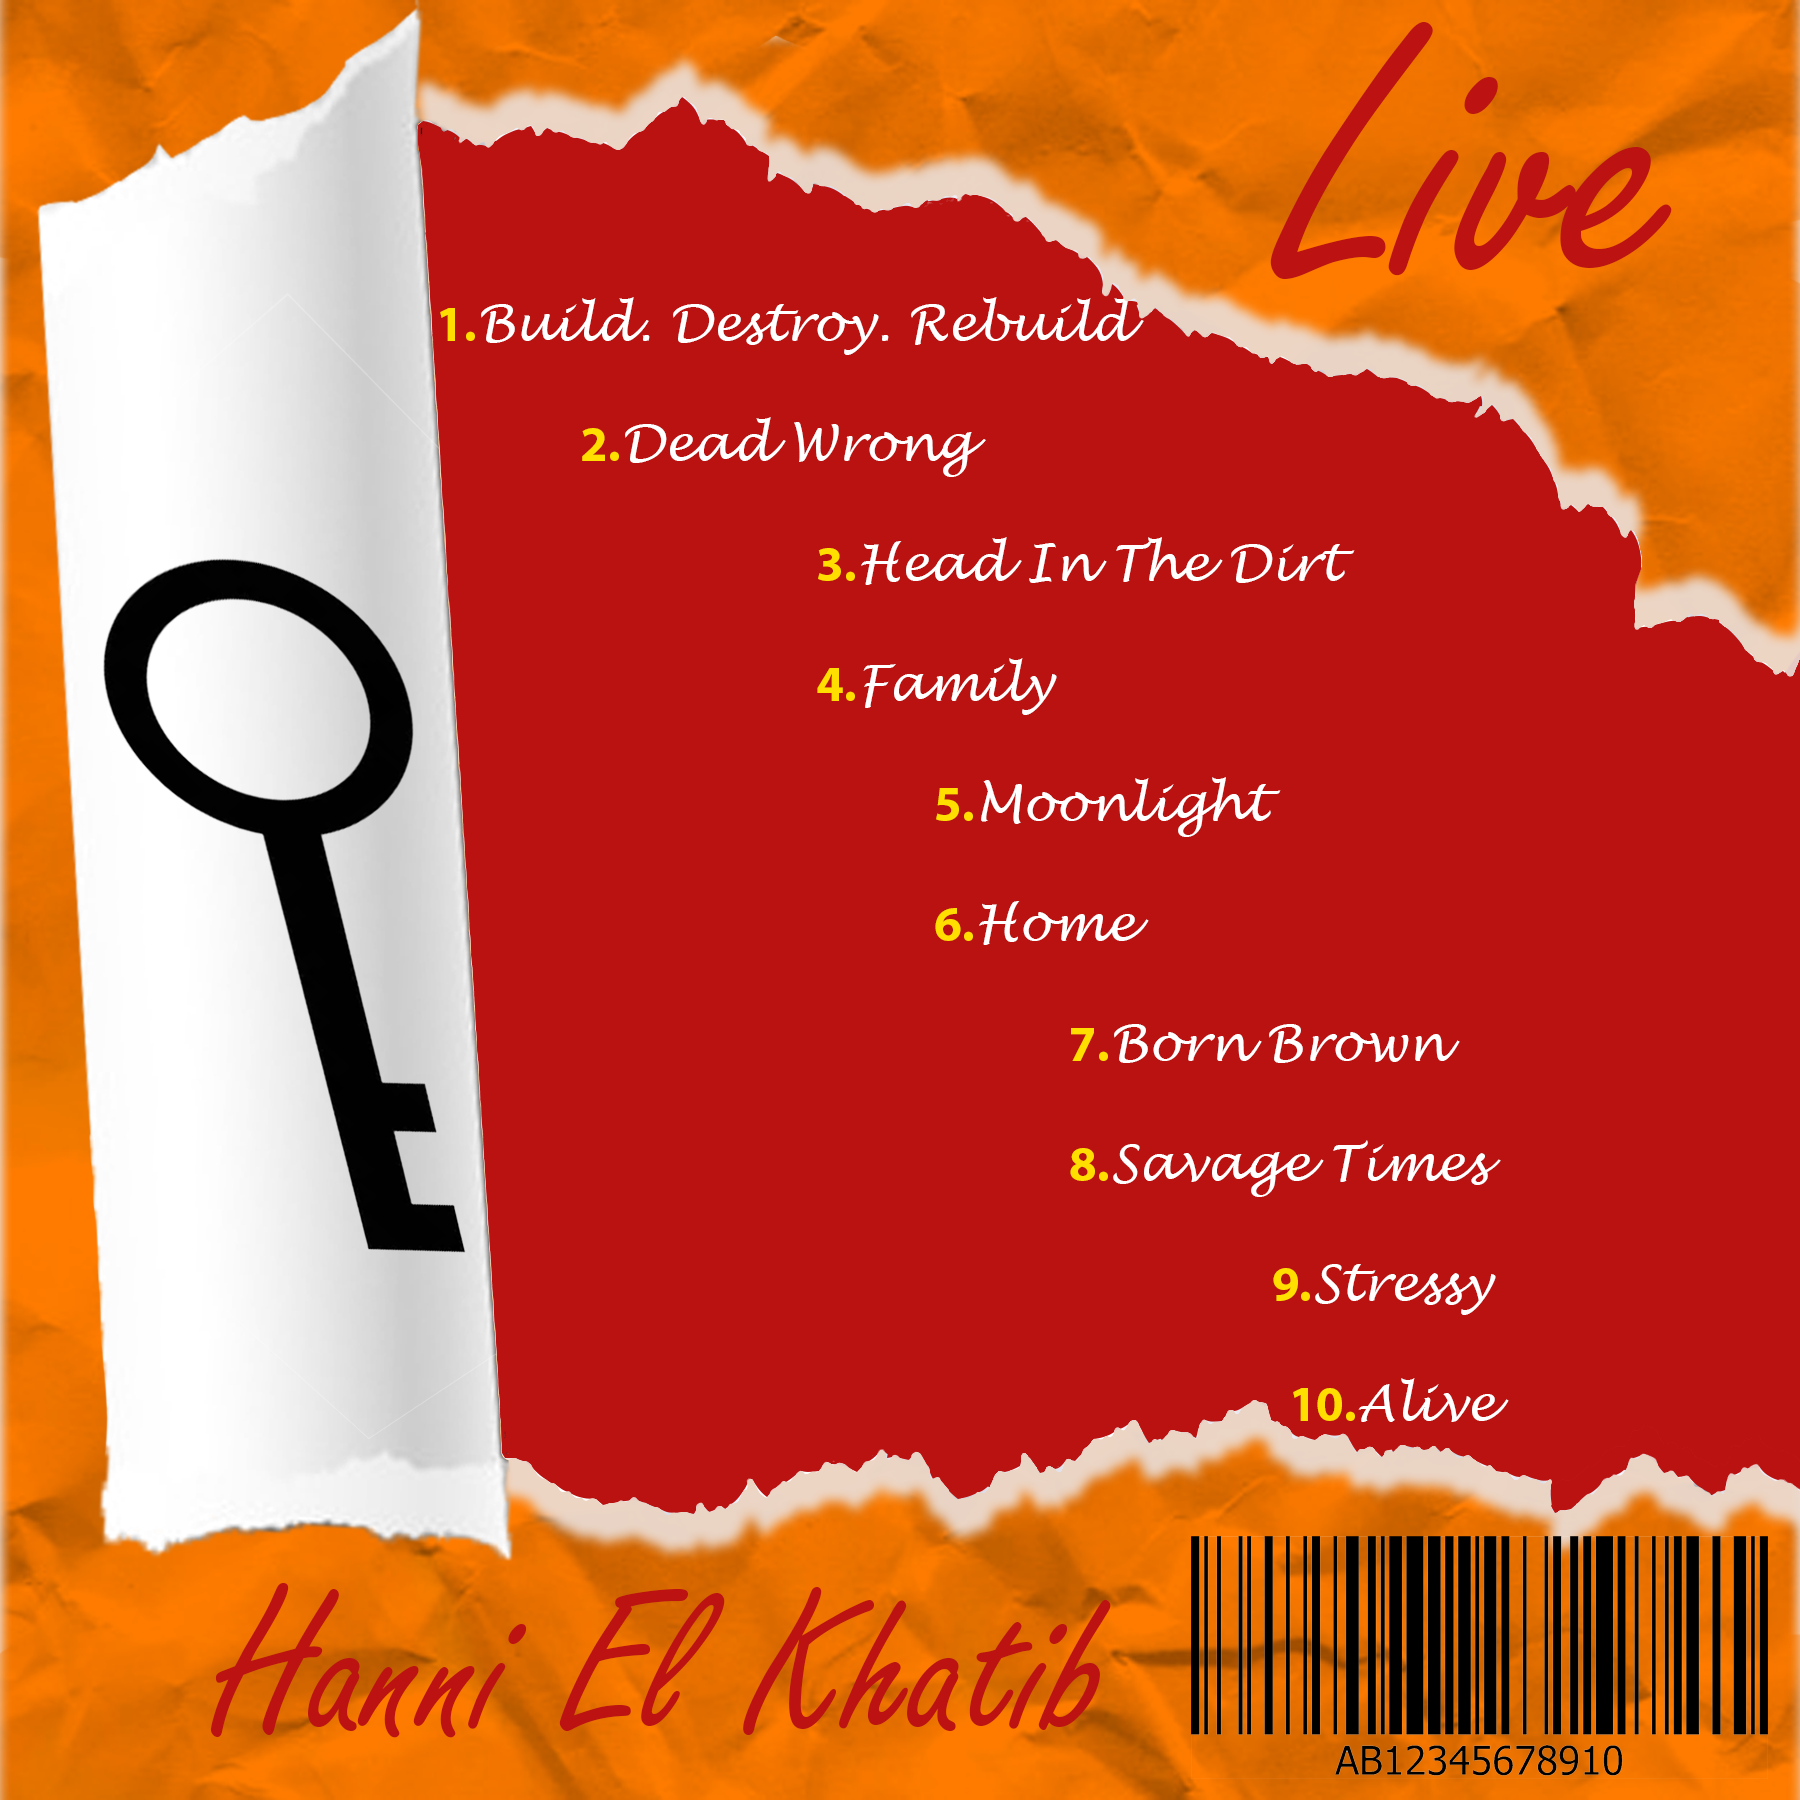 Live
1.Build. Destroy. Rebuild
2.Dead Wrong
3.Head In The Dirt
4.Family
5.Moonlight
6.Home
7.Born Brown
8.Savage Times
9.Stressy
10.Alive
Hanni El Khatib
AB12345678910